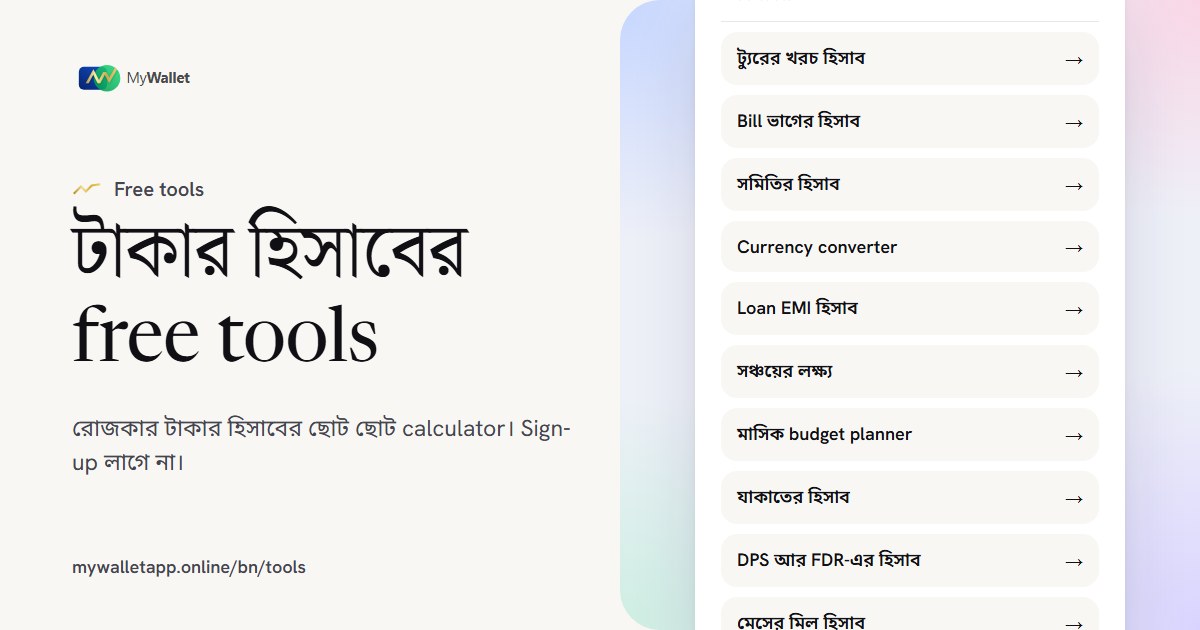 MyWallet
Free tools
টাকার হিসাবের
free tools
রোজকার টাকার হিসাবের ছোট ছোট calculator। Sign-
up লাগে না।
mywalletapp.online/bn/tools
ট্যুরের খরচ হিসাব →
Bill ভাগের হিসাব →
সমিতির হিসাব →
Currency converter →
Loan EMI হিসাব →
সঞ্চয়ের লক্ষ্য →
মাসিক budget planner →
যাকাতের হিসাব →
DPS আর FDR-এর হিসাব →
মেসের মিল হিসাব →